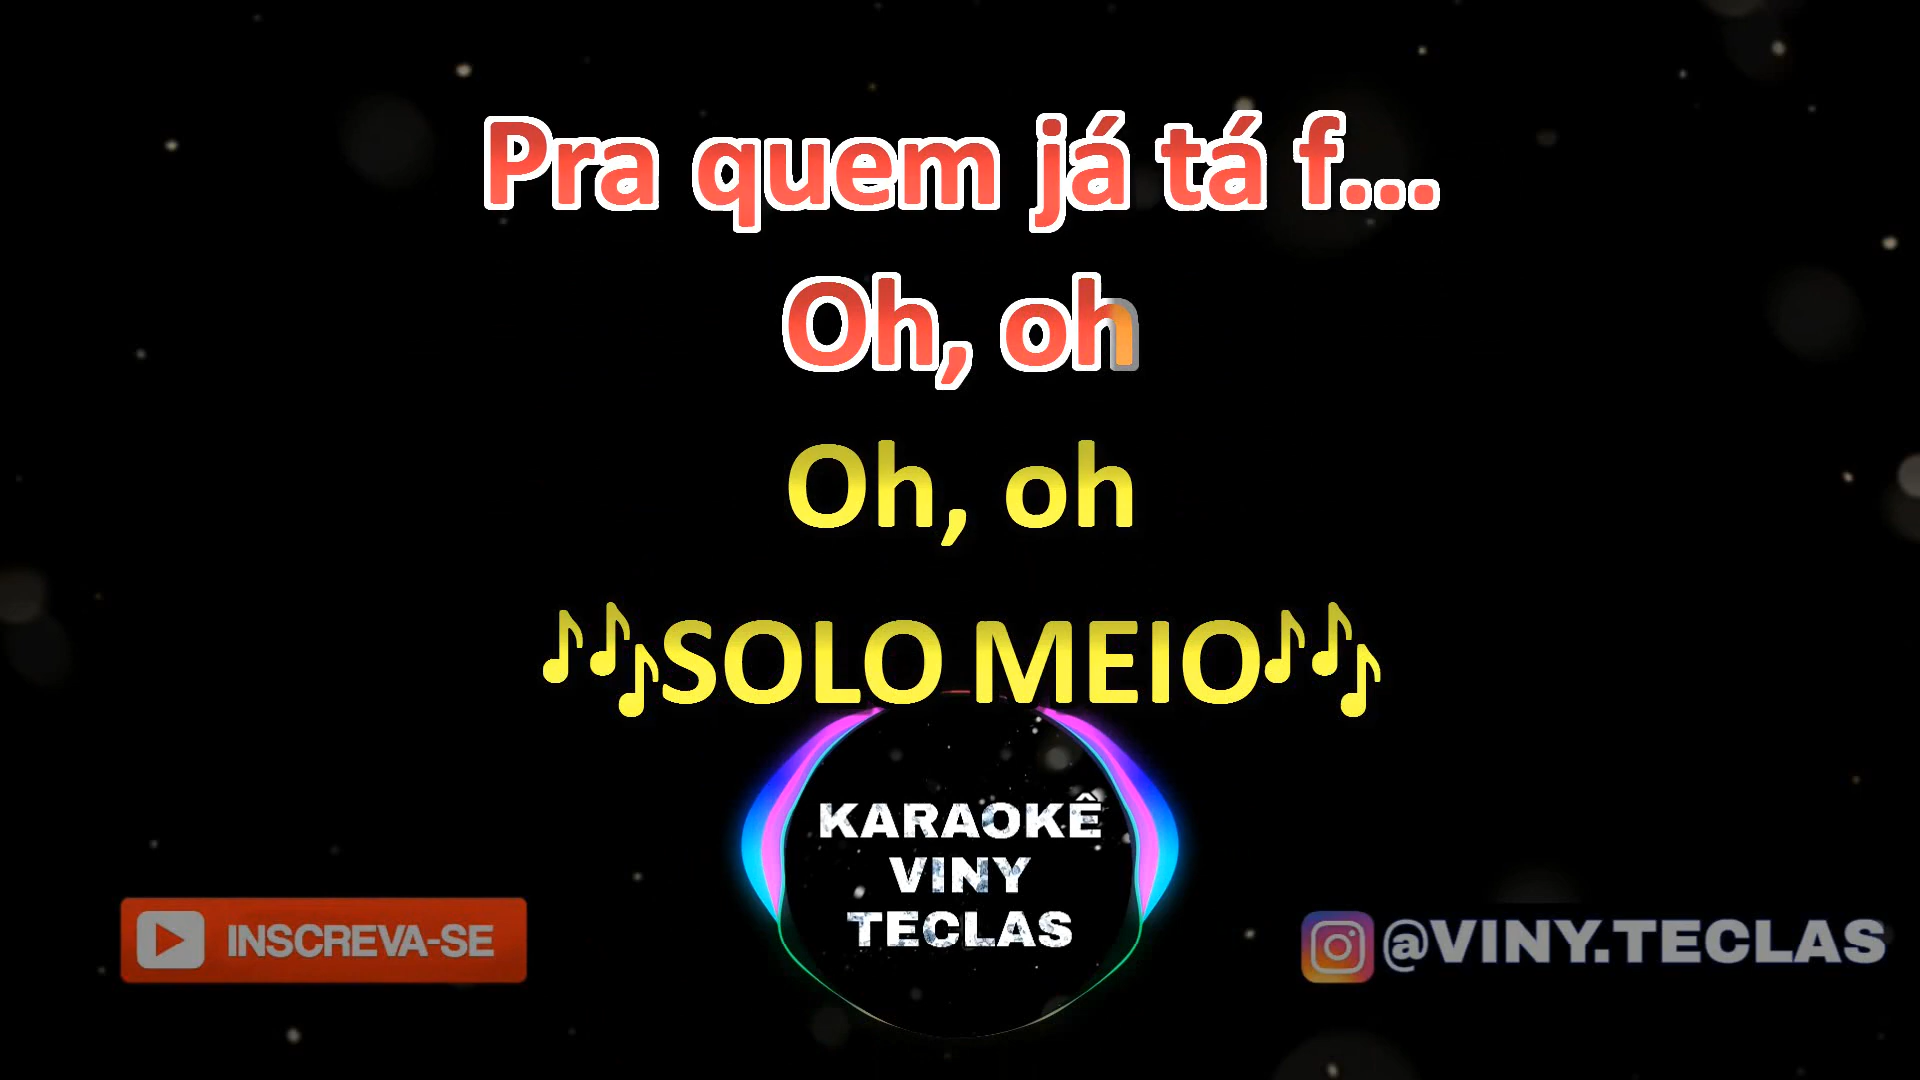 Pra quem já tá f...
Oh, oh
Oh, oh
🎶SOLO MEIO🎶
KARAOKÊ
VINY
TECLAS
INSCREVA-SE
@VINY.TECLAS